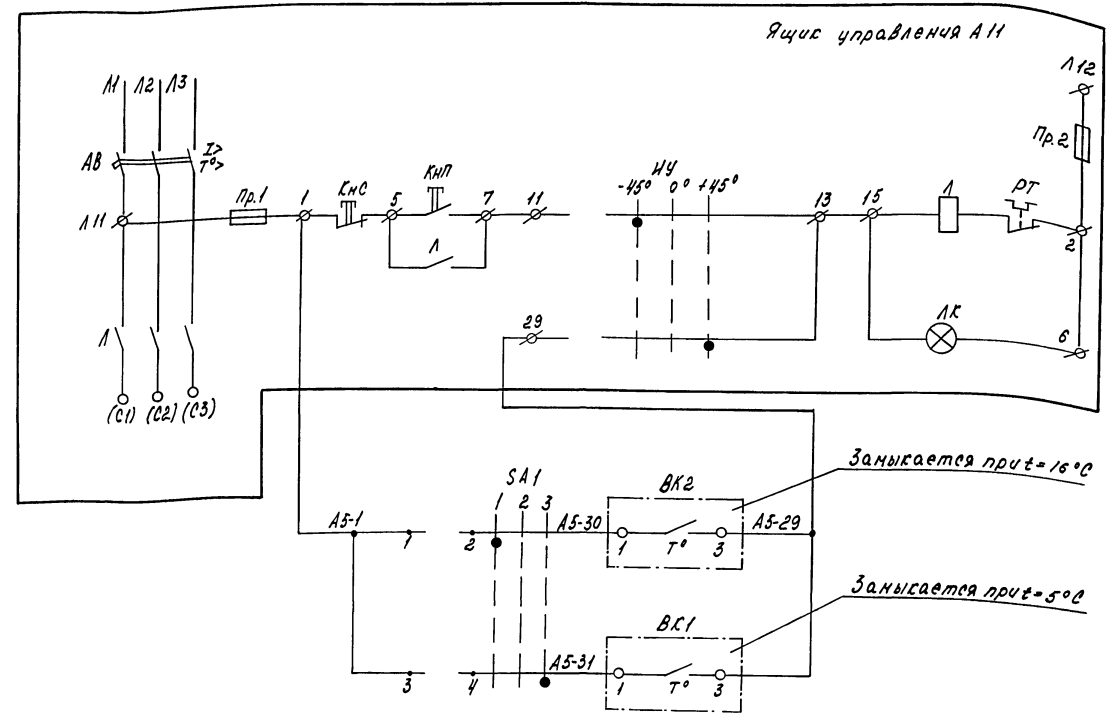 Ящик управления А11
Л1 Л2 Л3
Л12
АВ
I>
T°>
Пр.2
Пр.1
КнС
КнП
ИУ
-45° 0° +45°
Л11
1
5
7
11
13
15
Л
РТ
2
Л
29
ЛК
6
Л
(С1) (С2) (С3)
Замыкается при t=16°С
SA1
1 2 3
ВК2
А5-1
1
2
А5-30
1
T°
3
А5-29
Замыкается при t=5°С
ВК1
3
4
А5-31
1
T°
3